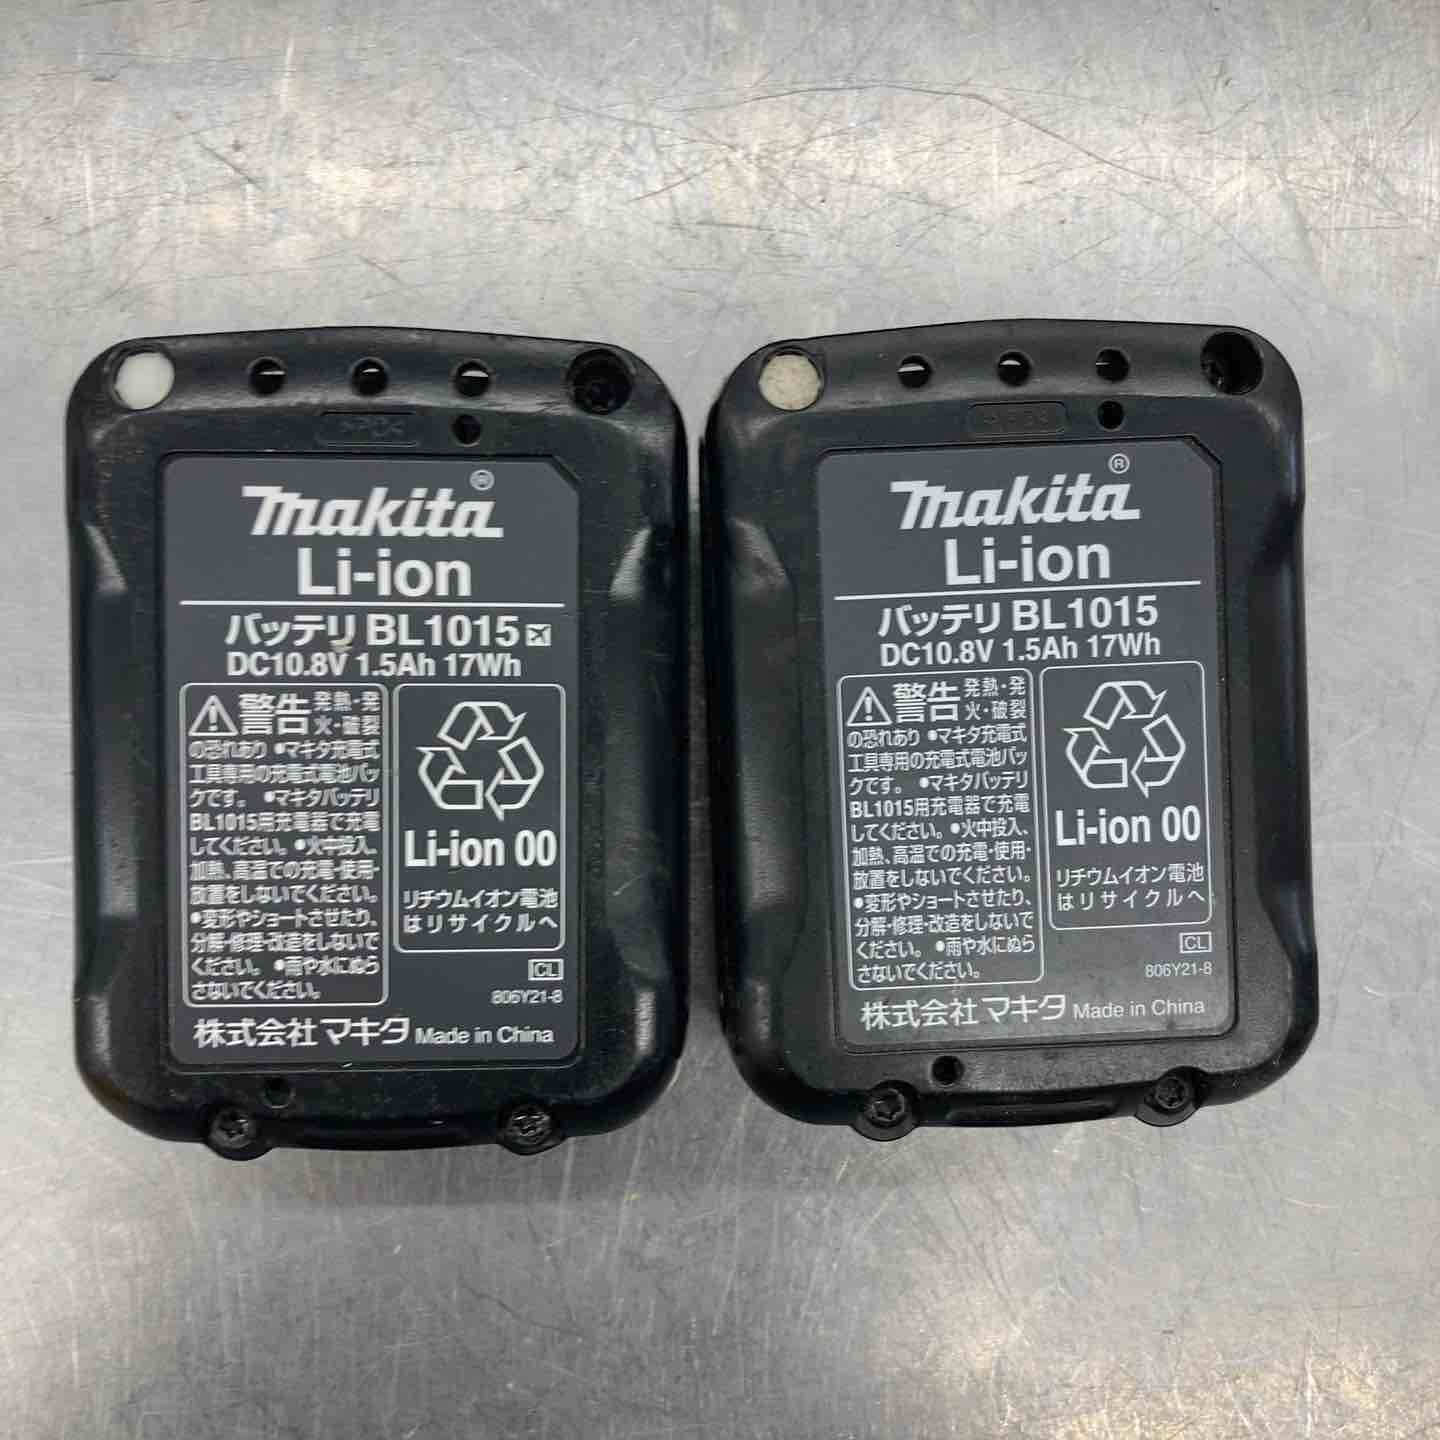 makita®
Li-ion
バッテリ BL1015
DC10.8V 1.5Ah 17Wh
警告 発熱・発
火・破裂
の恐れあり ●マキタ充電式
工具専用の充電式電池パッ
クです。 ●マキタバッテリ
BL1015用充電器で充電
してください。●火中投入、
加熱、高温での充電・使用・
放置をしないでください。
●変形やショートさせたり、
分解・修理・改造をしないで
ください。 ●雨や水にぬら
さないでください。
Li-ion 00
リチウムイオン電池
はリサイクルへ
CL
806Y21-8
株式会社マキタ Made in China
makita®
Li-ion
バッテリ BL1015
DC10.8V 1.5Ah 17Wh
警告 発熱・発
火・破裂
の恐れあり ●マキタ充電式
工具専用の充電式電池パッ
クです。 ●マキタバッテリ
BL1015用充電器で充電
してください。●火中投入、
加熱、高温での充電・使用・
放置をしないでください。
●変形やショートさせたり、
分解・修理・改造をしないで
ください。 ●雨や水にぬら
さないでください。
Li-ion 00
リチウムイオン電池
はリサイクルへ
CL
806Y21-8
株式会社マキタ Made in China